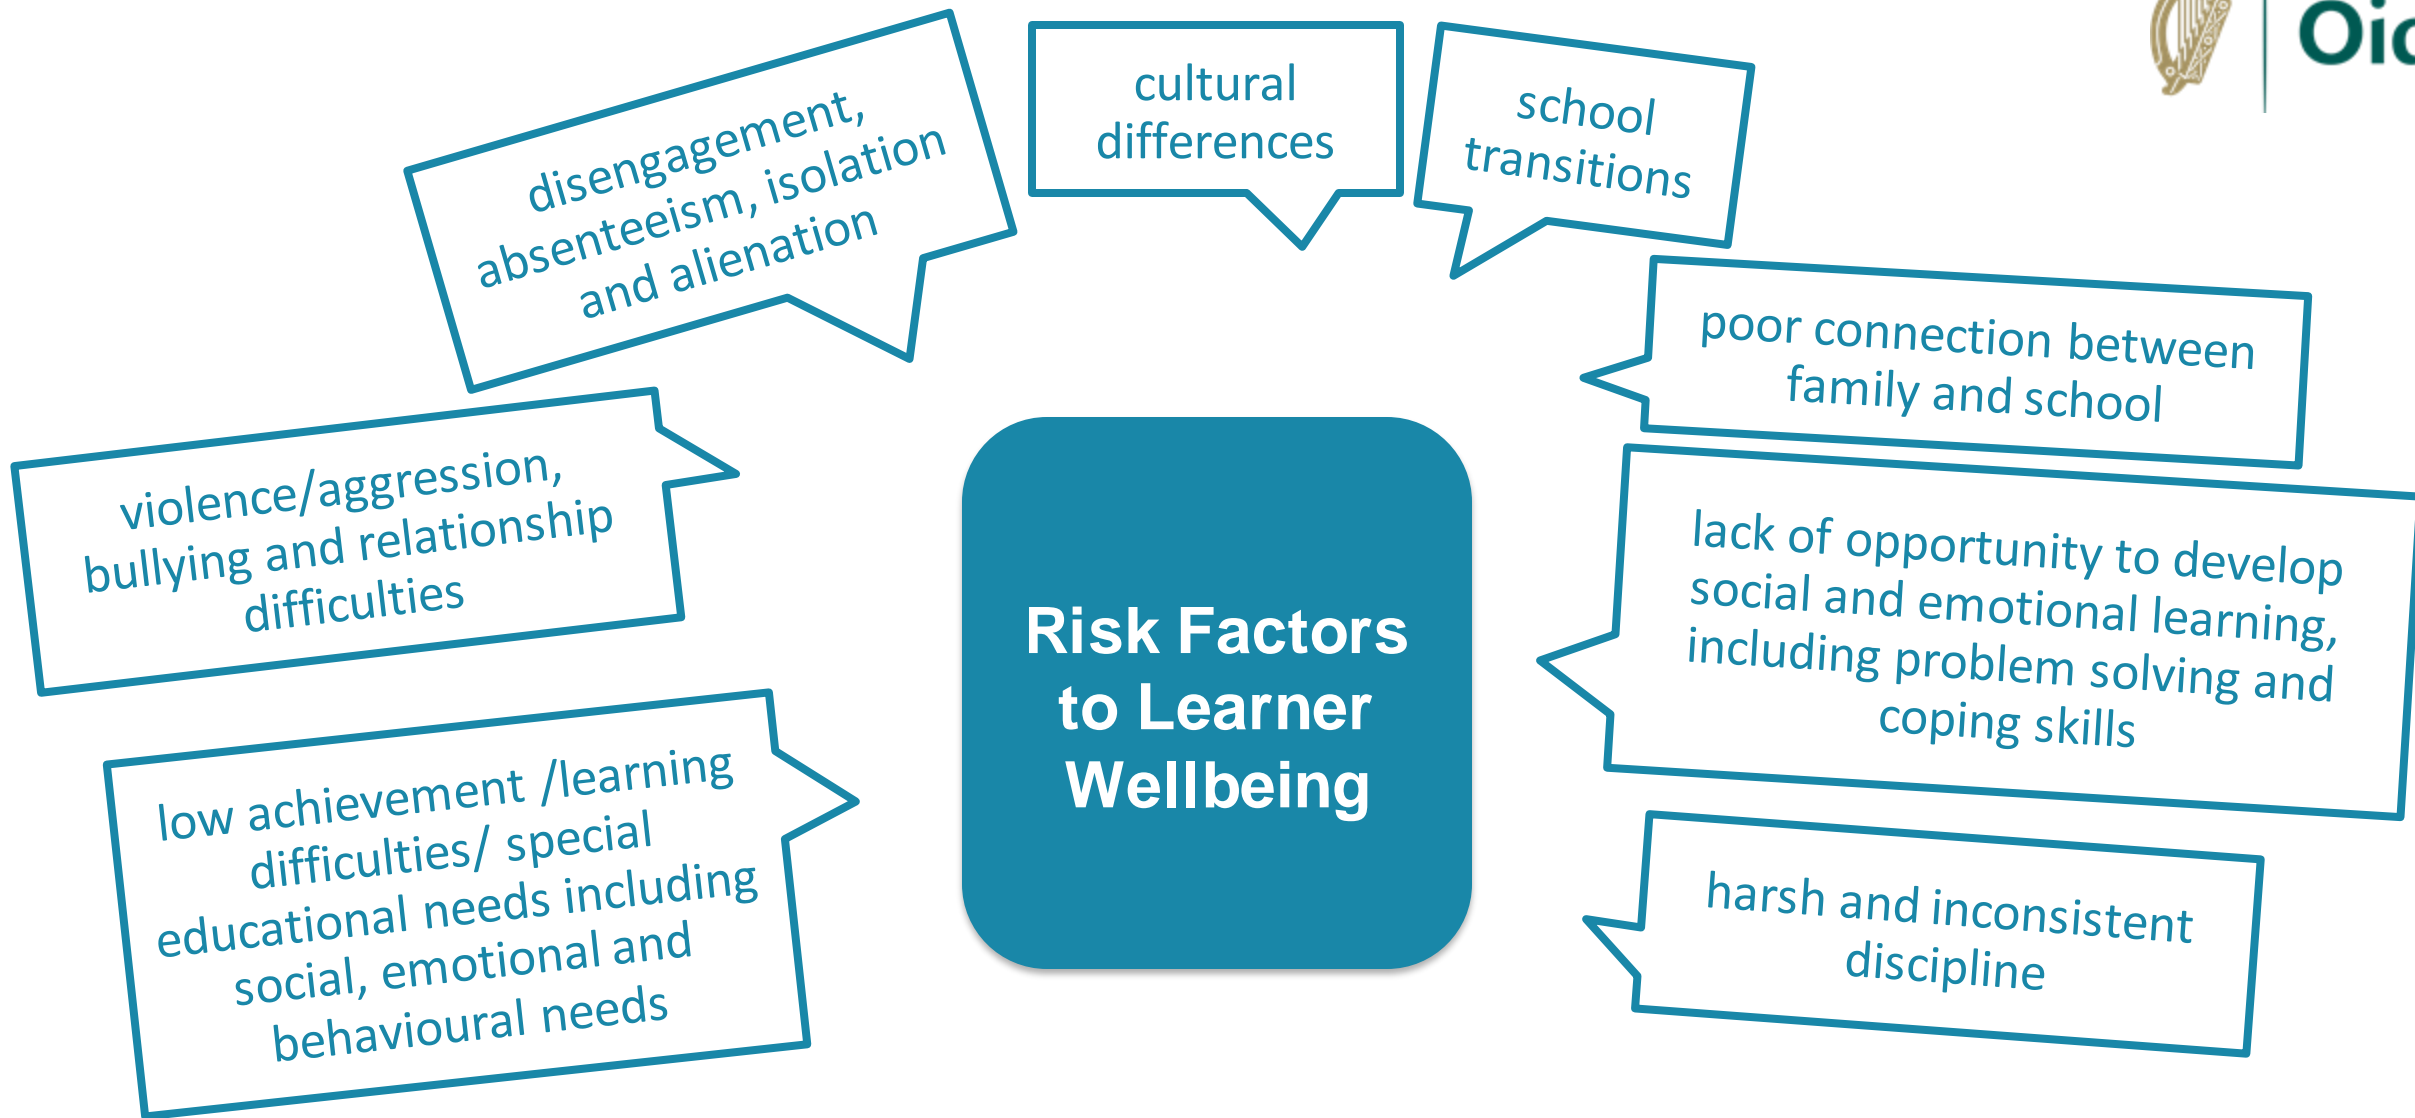 Oid
disengagement,
absenteeism, isolation
and alienation
cultural
differences
school
transitions
poor connection between
family and school
violence/aggression,
bullying and relationship
difficulties
Risk Factors
to Learner
Wellbeing
lack of opportunity to develop
social and emotional learning,
including problem solving and
coping skills
low achievement /learning
difficulties/ special
educational needs including
social, emotional and
behavioural needs
harsh and inconsistent
discipline